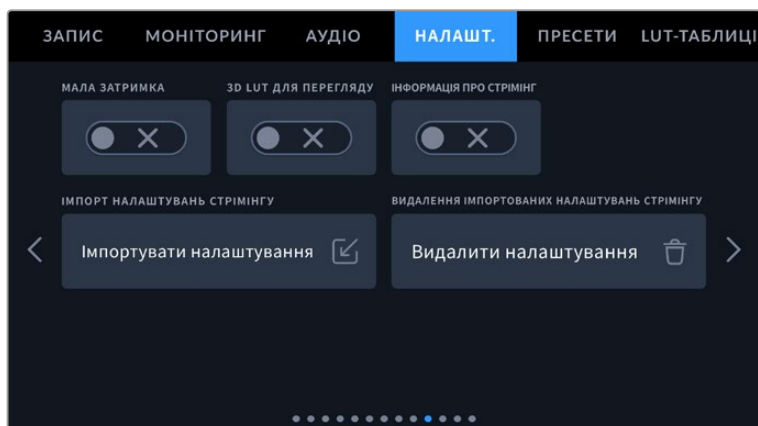 ЗАПИС МОНІТОРИНГ АУДІО НАЛАШТ. ПРЕСЕТИ LUT-ТАБЛИЦІ
МАЛА ЗАТРИМКА 3D LUT ДЛЯ ПЕРЕГЛЯДУ ІНФОРМАЦІЯ ПРО СТРІМІНГ
ІМПОРТ НАЛАШТУВАНЬ СТРІМІНГУ ВИДАЛЕННЯ ІМПОРТОВАНИХ НАЛАШТУВАНЬ СТРІМІНГУ
Імпортувати налаштування Видалити налаштування